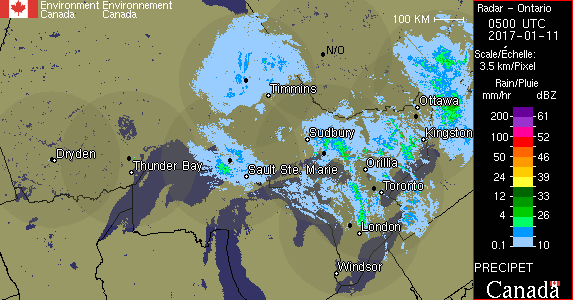 Environment Environnement
Canada Canada
100 KM
N/O
Timmins
Ottawa
Sudbury
Kingston
Dryden
Thunder Bay
Sault Ste. Marie
Orillia
Toronto
London
Windsor
Radar - Ontario
0500 UTC
2017-01-11
Scale/Échelle:
3.5 km/Pixel
Rain/Pluie
mm/hr dBZ
200 61
100 52
50 46
24 39
12 33
4 26
0.1 10
PRECIPET
Canada